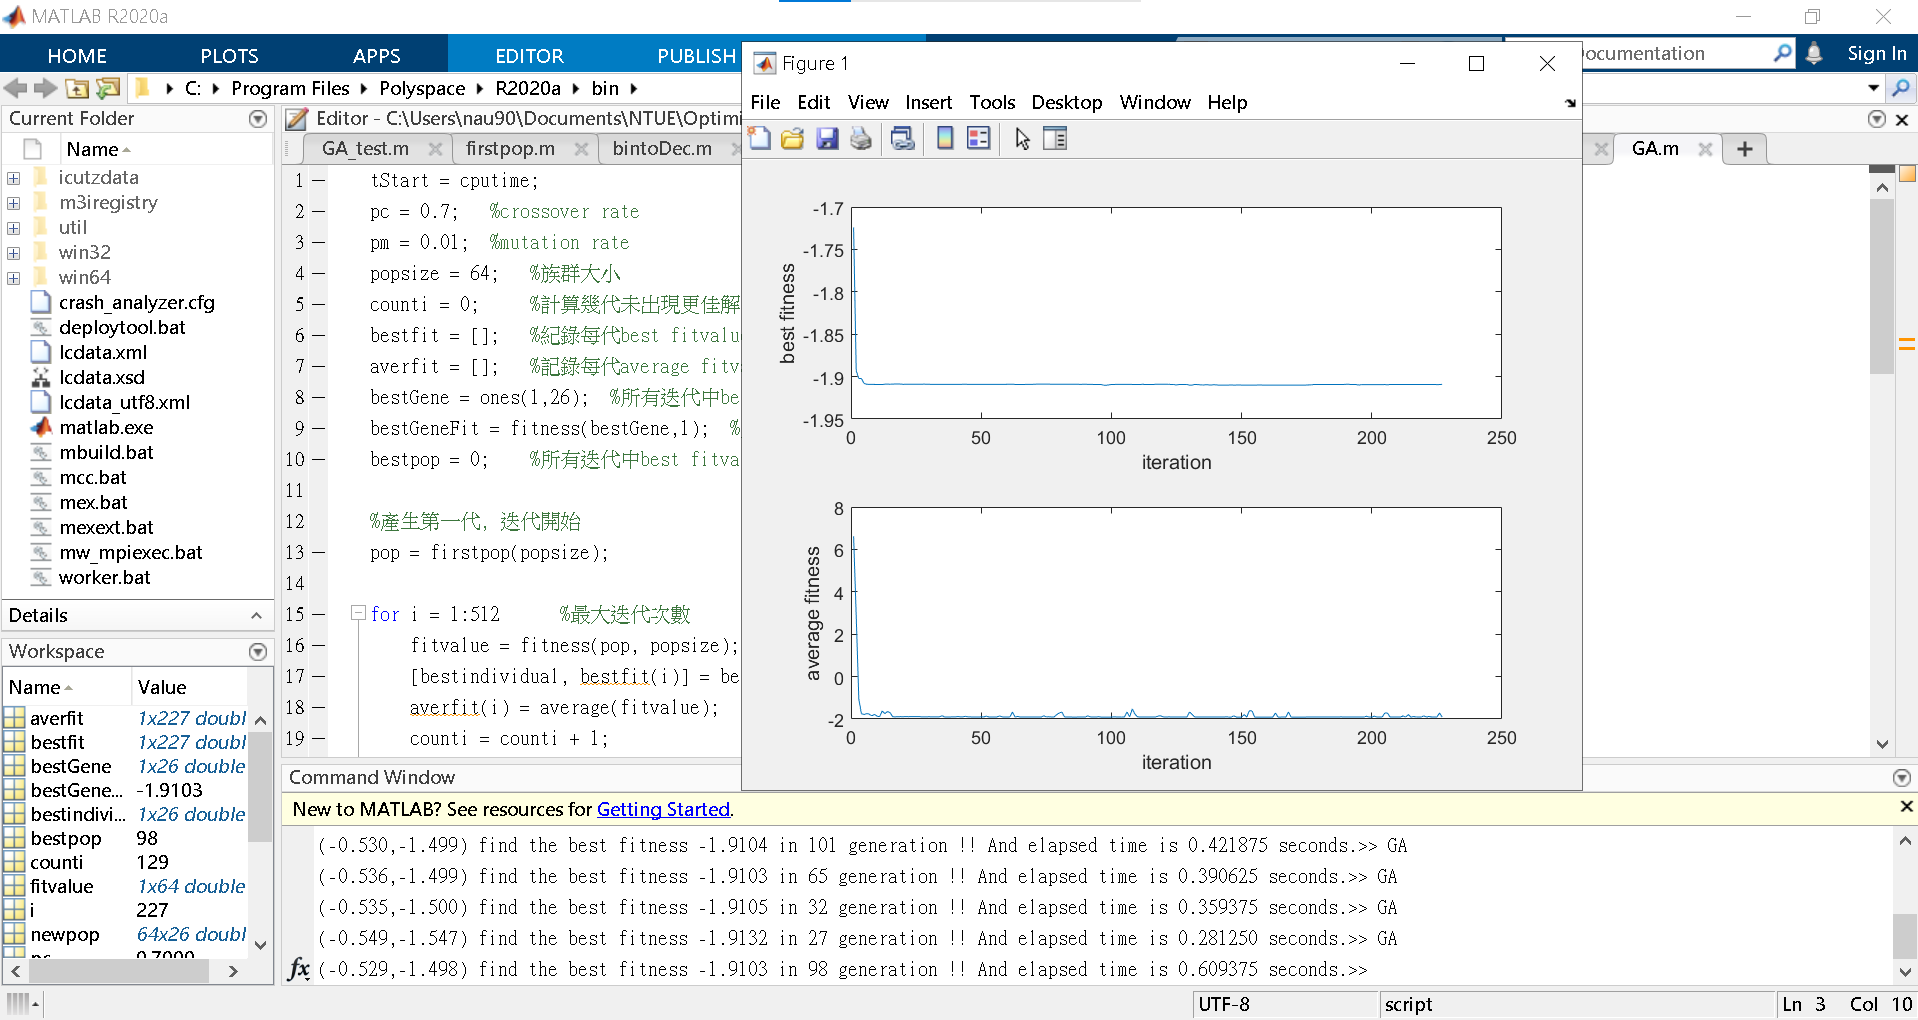 MATLAB R2020a
HOME PLOTS APPS EDITOR PUBLISH
ocumentation
Sign In
C: Program Files Polyspace R2020a bin
Current Folder
Name
icutzdata
m3iregistry
util
win32
win64
crash_analyzer.cfg
deploytool.bat
lcdata.xml
lcdata.xsd
lcdata_utf8.xml
matlab.exe
mbuild.bat
mcc.bat
mex.bat
mexext.bat
mw_mpiexec.bat
worker.bat
Details
Workspace
Name Value
averfit 1x227 doubl
bestfit 1x227 doubl
bestGene 1x26 double
bestGene... -1.9103
bestindivi... 1x26 double
bestpop 98
counti 129
fitvalue 1x64 double
i 227
newpop 64x26 doubl
Editor - C:\Users\nau90\Documents\NTUE\Optimi
GA_test.m firstpop.m bintoDec.m GA.m
1 tStart = cputime;
2 pc = 0.7; %crossover rate
3 pm = 0.01; %mutation rate
4 popsize = 64; %族群大小
5 counti = 0; %計算幾代未出現更佳解
6 bestfit = []; %紀錄每代best fitvalu
7 averfit = []; %記錄每代average fitv
8 bestGene = ones(1,26); %所有迭代中be
9 bestGeneFit = fitness(bestGene,1); %
10 bestpop = 0; %所有迭代中best fitva
11
12 %產生第一代, 迭代開始
13 pop = firstpop(popsize);
14
15 for i = 1:512 %最大迭代次數
16 fitvalue = fitness(pop, popsize);
17 [bestindividual, bestfit(i)] = be
18 averfit(i) = average(fitvalue);
19 counti = counti + 1;
Figure 1
File Edit View Insert Tools Desktop Window Help
best fitness
-1.7
-1.75
-1.8
-1.85
-1.9
-1.95
0 50 100 150 200 250
iteration
average fitness
8
6
4
2
0
-2
0 50 100 150 200 250
iteration
Command Window
New to MATLAB? See resources for Getting Started.
(-0.530,-1.499) find the best fitness -1.9104 in 101 generation !! And elapsed time is 0.421875 seconds.>> GA
(-0.536,-1.499) find the best fitness -1.9103 in 65 generation !! And elapsed time is 0.390625 seconds.>> GA
(-0.535,-1.500) find the best fitness -1.9105 in 32 generation !! And elapsed time is 0.359375 seconds.>> GA
(-0.549,-1.547) find the best fitness -1.9132 in 27 generation !! And elapsed time is 0.281250 seconds.>> GA
fx (-0.529,-1.498) find the best fitness -1.9103 in 98 generation !! And elapsed time is 0.609375 seconds.>>
UTF-8 script Ln 3 Col 10